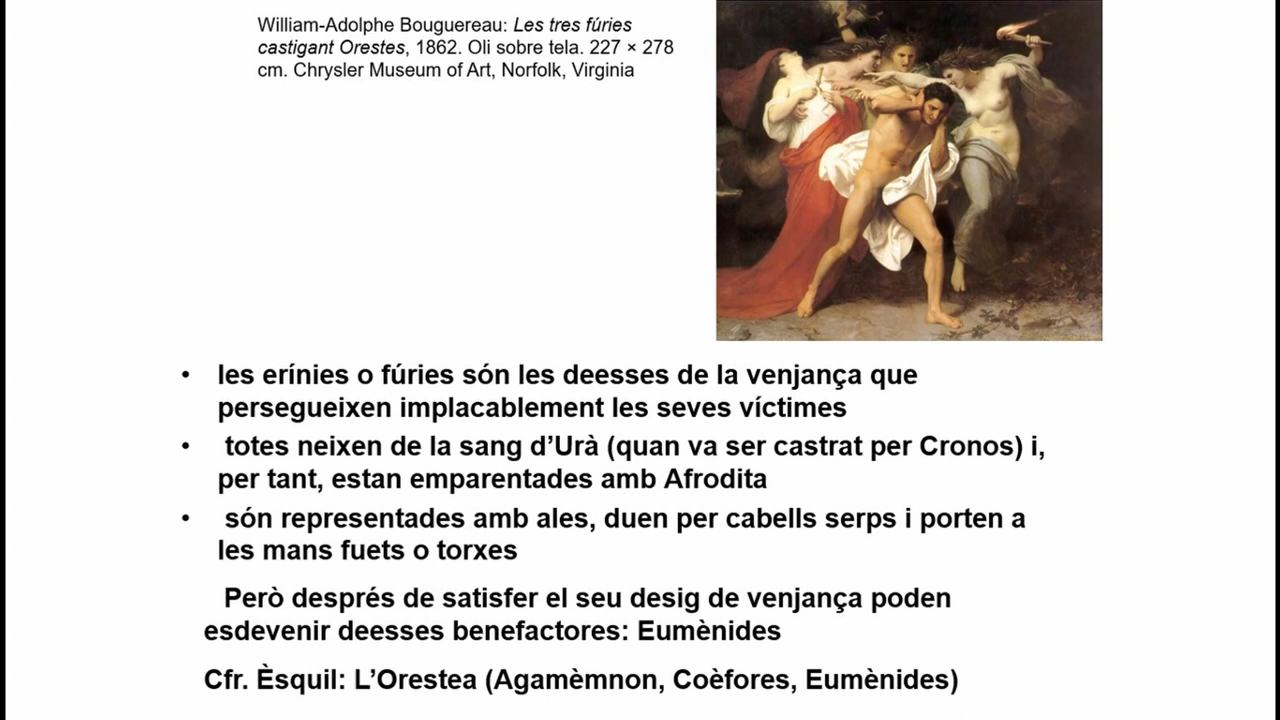 William-Adolphe Bouguereau: Les tres fúries
castigant Orestes, 1862. Oli sobre tela. 227 × 278
cm. Chrysler Museum of Art, Norfolk, Virginia
• les erínies o fúries són les deesses de la venjança que
persegueixen implacablement les seves víctimes
• totes neixen de la sang d’Urà (quan va ser castrat per Cronos) i,
per tant, estan emparentades amb Afrodita
• són representades amb ales, duen per cabells serps i porten a
les mans fuets o torxes
Però després de satisfer el seu desig de venjança poden
esdevenir deesses benefactores: Eumènides
Cfr. Èsquil: L’Orestea (Agamèmnon, Coèfores, Eumènides)